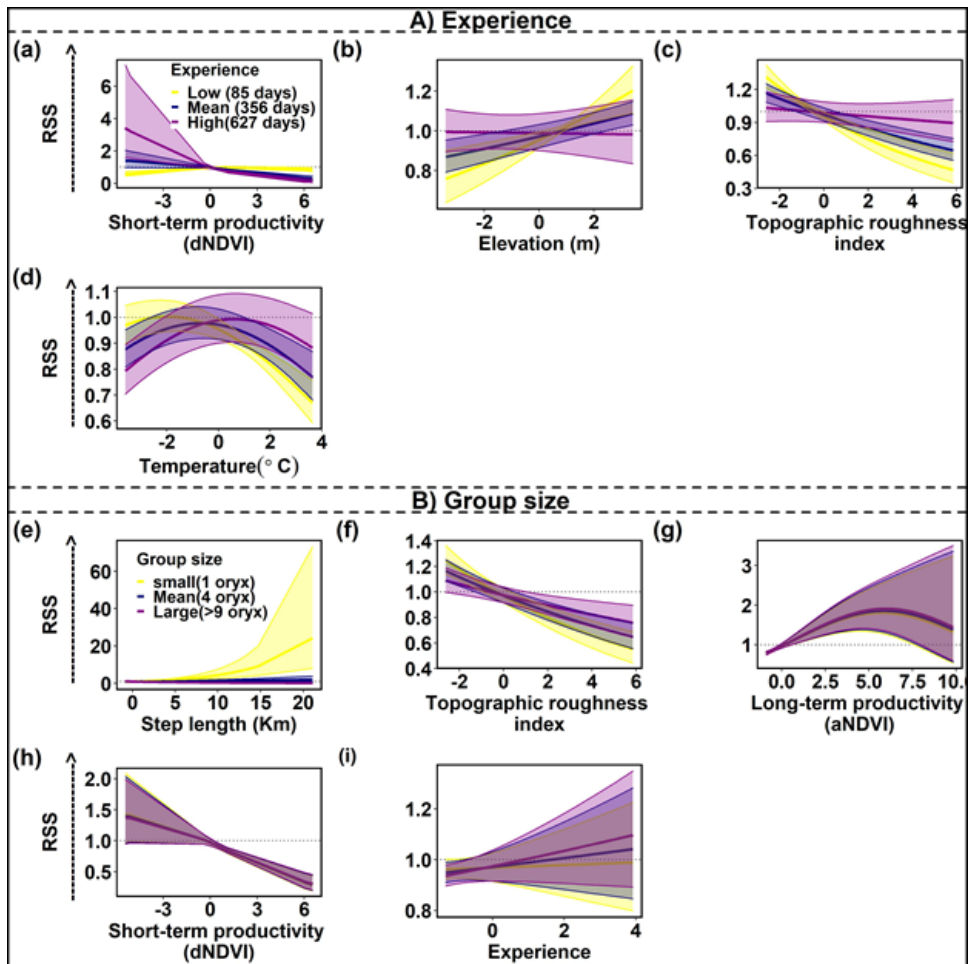 A) Experience
(a)
RSS
6
4
2
0
Experience
Low (85 days)
Mean (356 days)
High(627 days)
-3 0 3 6
Short-term productivity
(dNDVI)
(b)
1.2
1.0
0.8
-2 0 2
Elevation (m)
(c)
1.2
0.9
0.6
0.3
-2 0 2 4 6
Topographic roughness
index
(d)
RSS
1.1
1.0
0.9
0.8
0.7
0.6
-2 0 2 4
Temperature(° C)
B) Group size
(e)
RSS
60
40
20
0
Group size
small(1 oryx)
Mean(4 oryx)
Large(>9 oryx)
0 5 10 15 20
Step length (Km)
(f)
1.4
1.2
1.0
0.8
0.6
0.4
-2 0 2 4 6
Topographic roughness
index
(g)
3
2
1
0.0 2.5 5.0 7.5 10.
Long-term productivity
(aNDVI)
(h)
RSS
2.0
1.5
1.0
0.5
-3 0 3 6
Short-term productivity
(dNDVI)
(i)
1.2
1.0
0.8
0 2 4
Experience